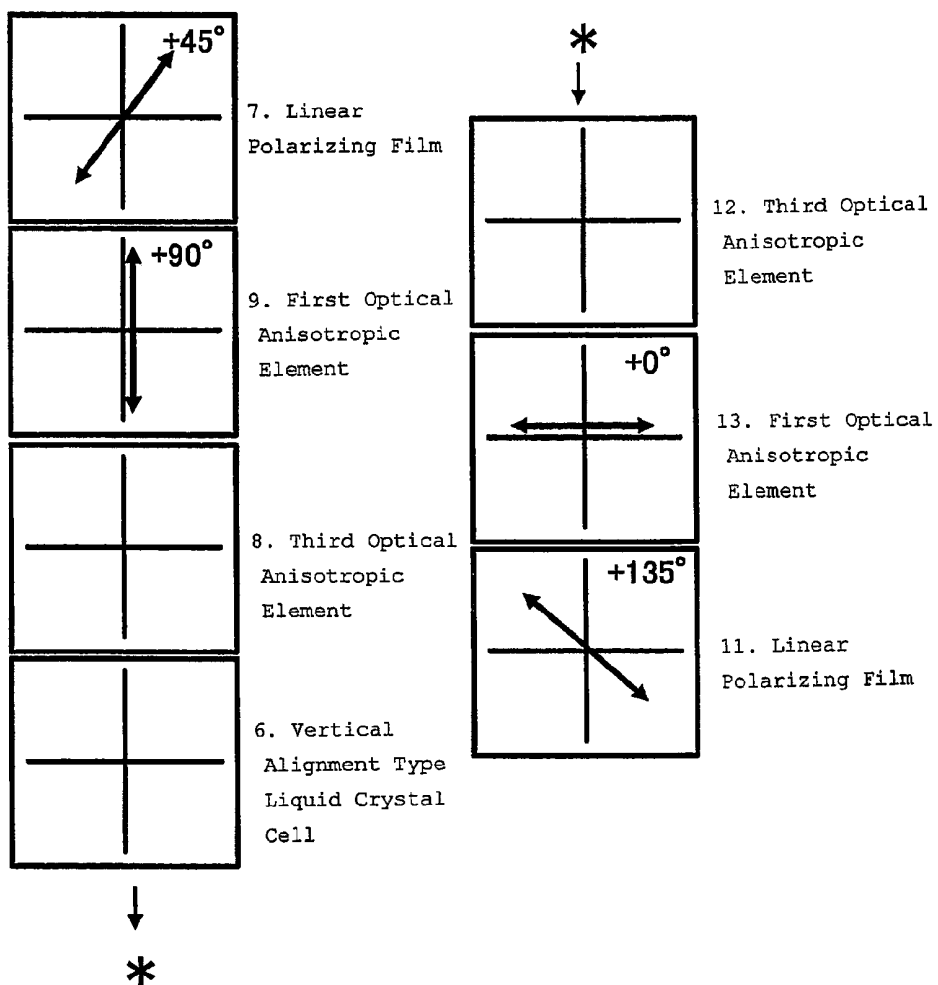 +45°
7. Linear
Polarizing Film
+90°
9. First Optical
Anisotropic
Element
8. Third Optical
Anisotropic
Element
6. Vertical
Alignment Type
Liquid Crystal
Cell
*
*
12. Third Optical
Anisotropic
Element
+0°
13. First Optical
Anisotropic
Element
+135°
11. Linear
Polarizing Film